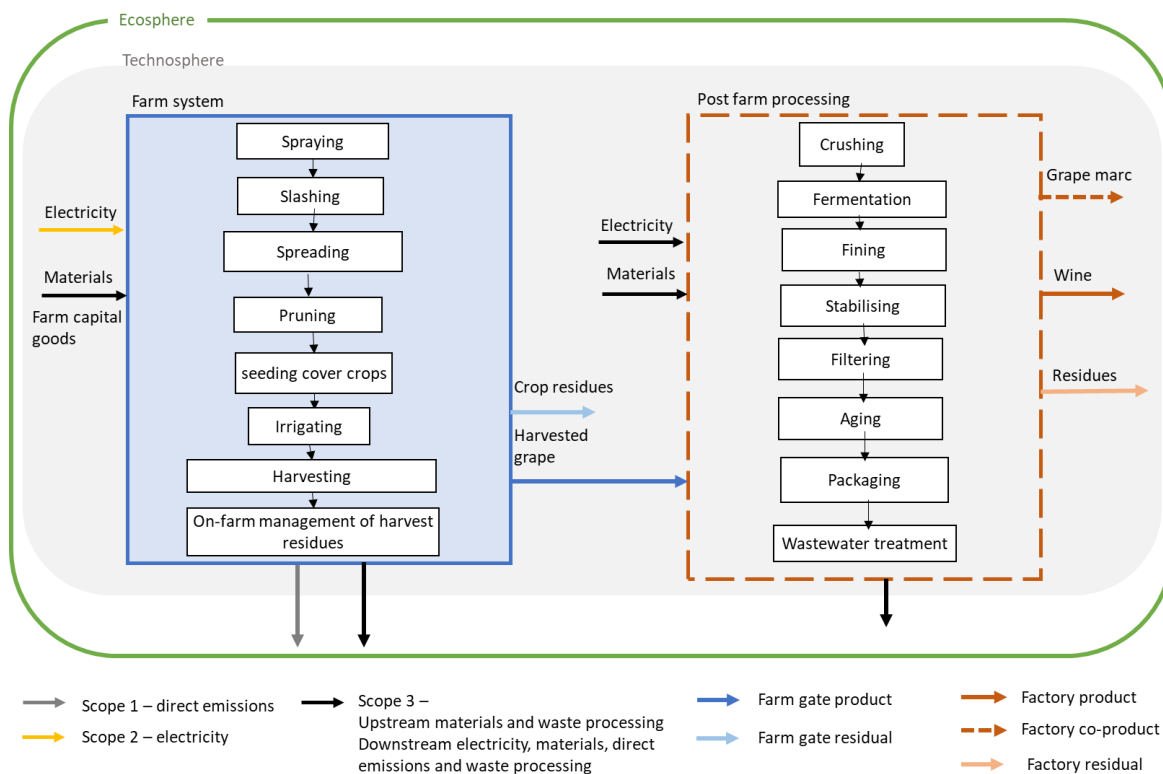 Ecosphere
Technosphere
Farm system
Spraying
Slashing
Spreading
Pruning
seeding cover crops
Irrigating
Harvesting
On-farm management of harvest
residues
Electricity
Materials
Farm capital
goods
Crop residues
Harvested
grape
Post farm processing
Crushing
Fermentation
Fining
Stabilising
Filtering
Aging
Packaging
Wastewater treatment
Electricity
Materials
Grape marc
Wine
Residues
Scope 1 – direct emissions
Scope 2 – electricity
Scope 3 –
Upstream materials and waste processing
Downstream electricity, materials, direct
emissions and waste processing
Farm gate product
Farm gate residual
Factory product
Factory co-product
Factory residual